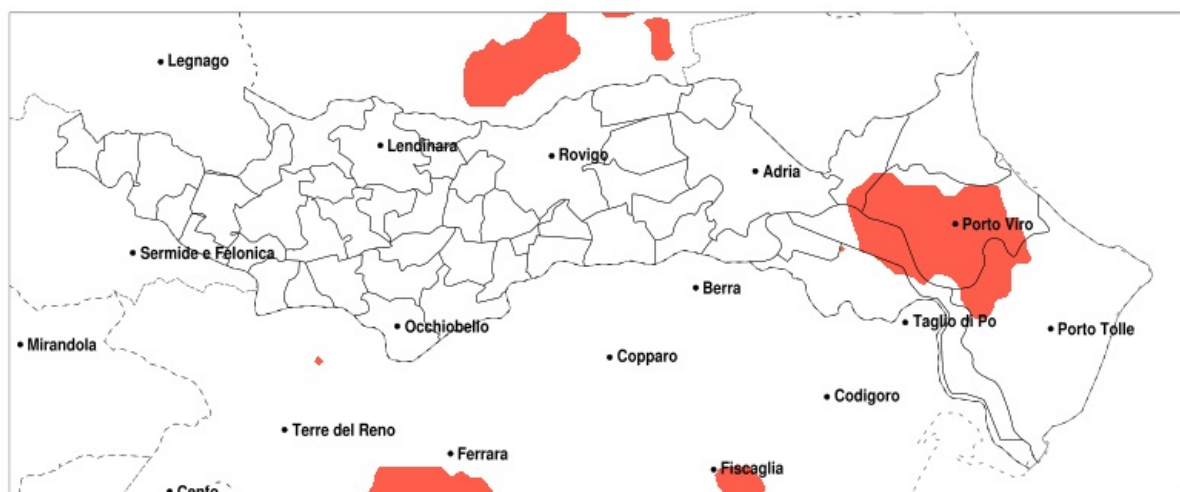 Legnago
Lendinara
Rovigo
Adria
Porto Viro
Sermide e Felonica
Berra
Occhiobello
Taglio di Po
Porto Tolle
Mirandola
Copparo
Codigoro
Terre del Reno
Ferrara
Fiscaglia
Cento